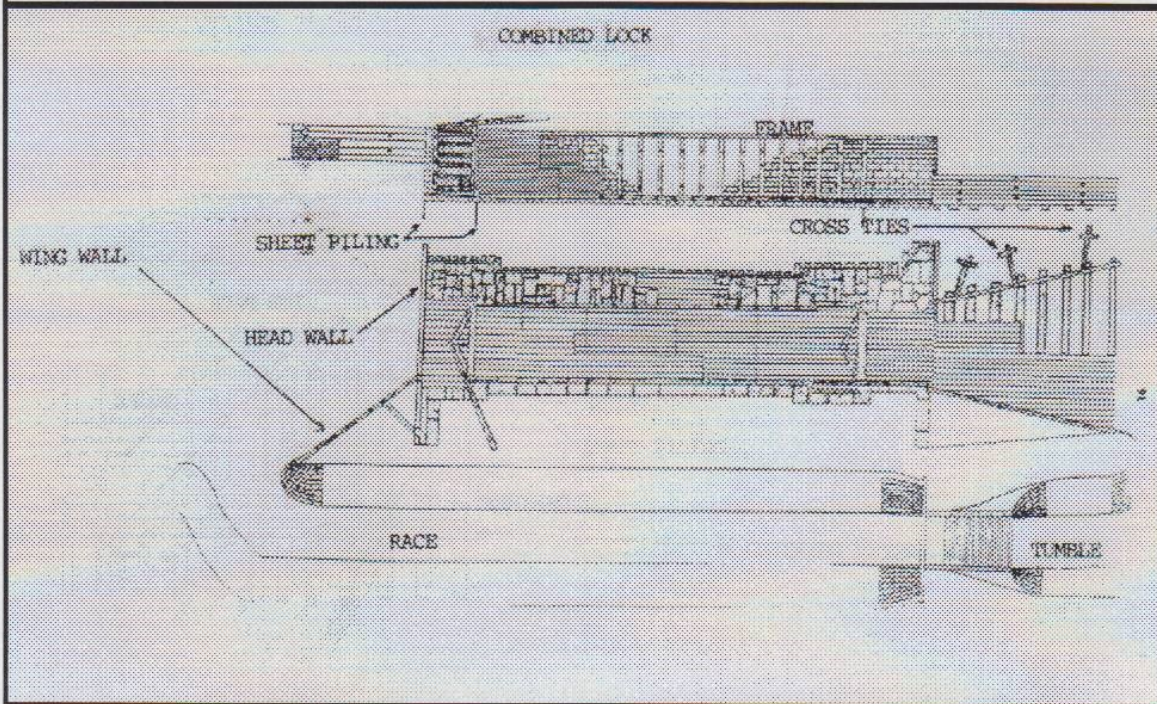 COMBINED LOCK
FRAME
SHEET PILING
CROSS TIES
WING WALL
HEAD WALL
RACE
TUMBLE